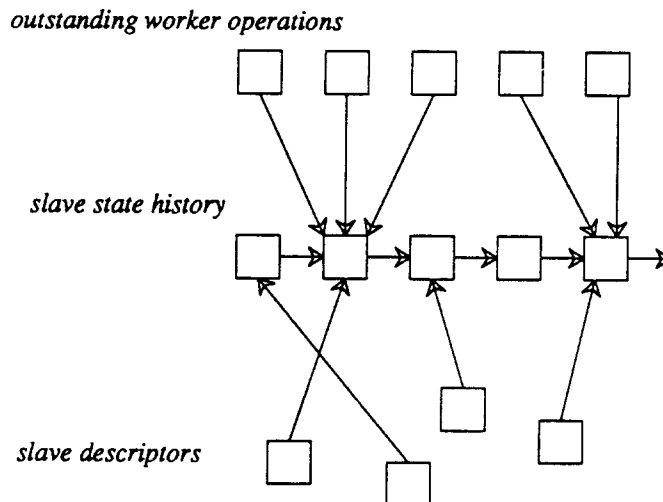 outstanding worker operations
slave state history
slave descriptors